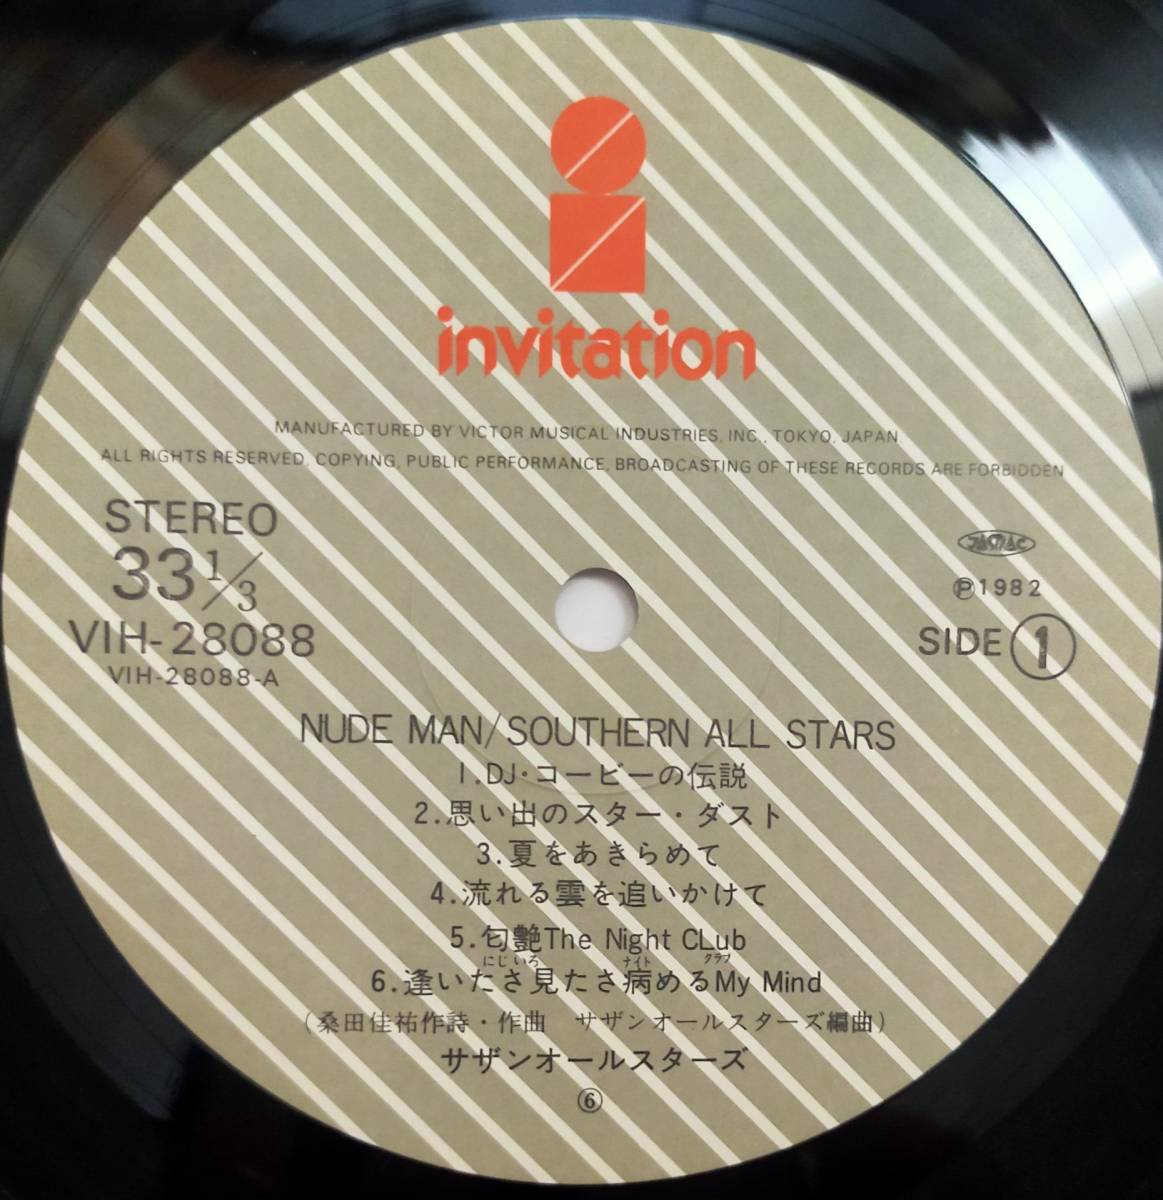 invitation
MANUFACTURED BY VICTOR MUSICAL INDUSTRIES, INC., TOKYO, JAPAN.
ALL RIGHTS RESERVED, COPYING, PUBLIC PERFORMANCE, BROADCASTING OF THESE RECORDS ARE FORBIDDEN
STEREO
33 1/3
VIH-28088
VIH-28088-A
JASRAC
Ⓟ1982
SIDE 1
NUDE MAN/SOUTHERN ALL STARS
1.DJ・コービーの伝説
2.思い出のスター・ダスト
3.夏をあきらめて
4.流れる雲を追いかけて
5.匂艶The Night CLub
にじいろ ナイト クラブ
6.逢いたさ見たさ病めるMy Mind
(桑田佳祐作詩・作曲　サザンオールスターズ編曲)
サザンオールスターズ
⑥